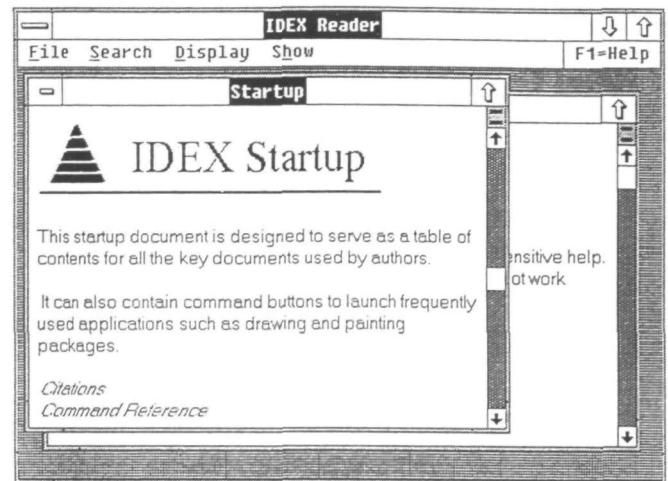 IDEX Reader
File Search Display Show F1=Help
Startup
IDEX Startup
This startup document is designed to serve as a table of
contents for all the key documents used by authors.
It can also contain command buttons to launch frequently
used applications such as drawing and painting
packages.
Citations
Command Reference
ensitive help.
ot work